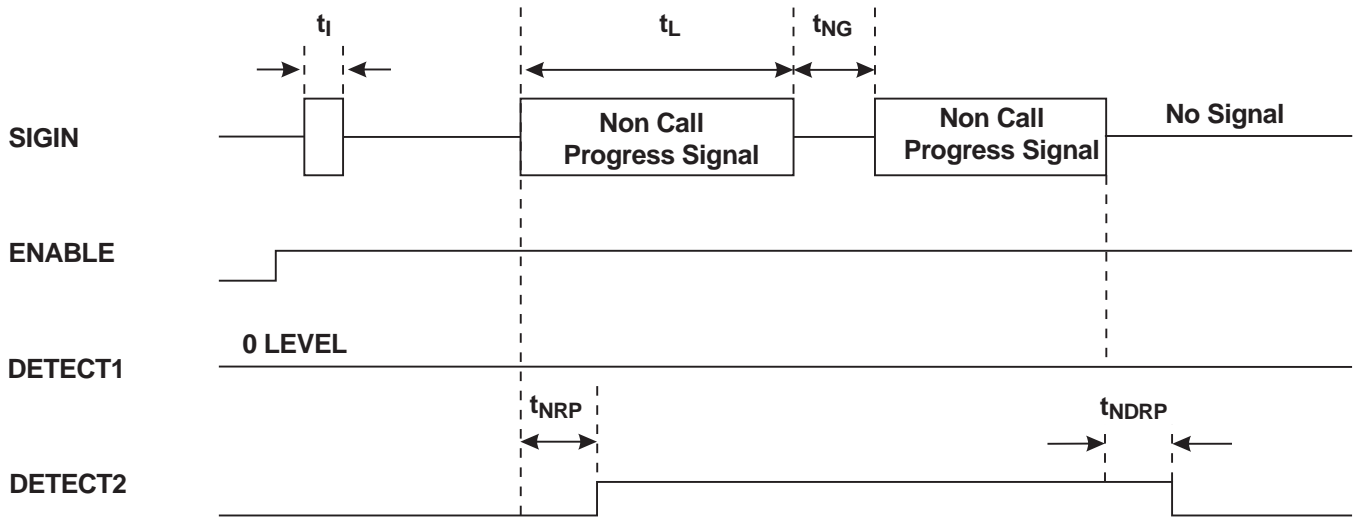 tI
tL
tNG
SIGIN
Non Call
Progress Signal
Non Call
Progress Signal
No Signal
ENABLE
0 LEVEL
DETECT1
tNRP
tNDRP
DETECT2